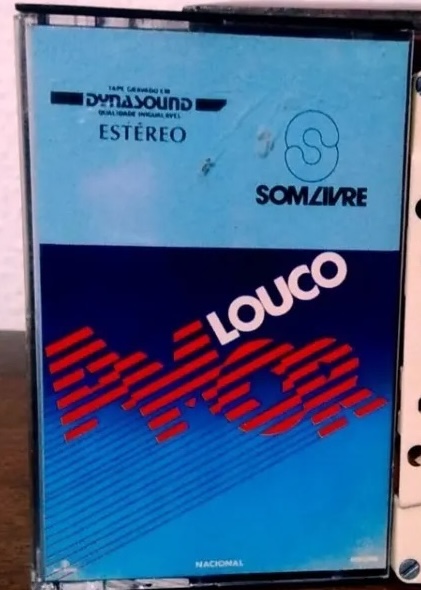 TAPE GRAVADO EM
DYNASOUND
QUALIDADE INIGUALÁVEL
ESTÉREO
SOMLIVRE
LOUCO
AMOR
NACIONAL